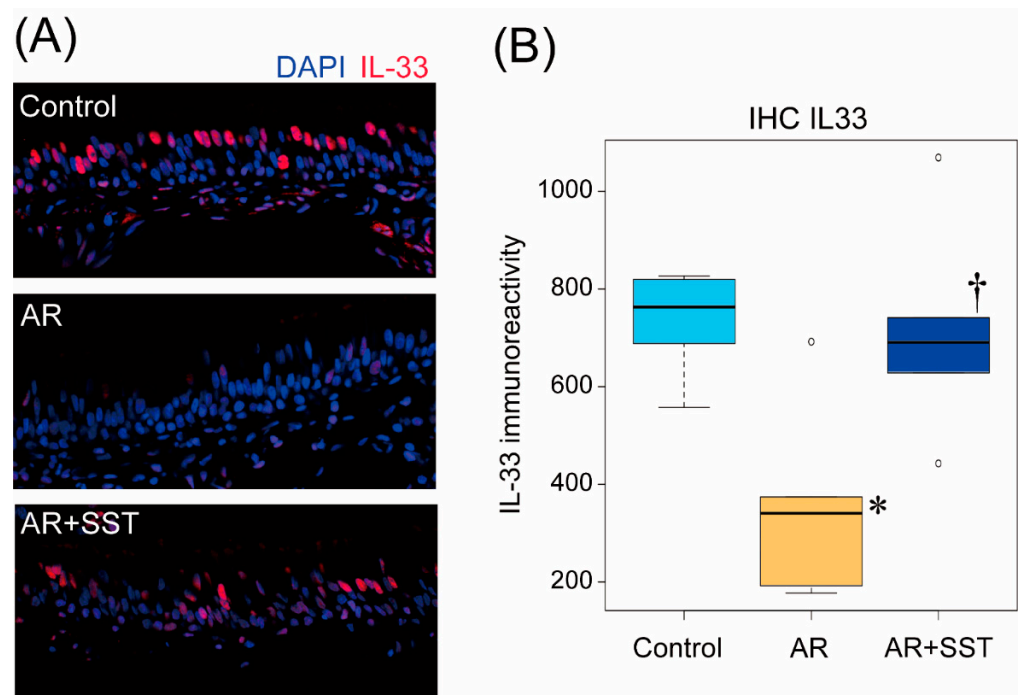 (A)
DAPI IL-33
Control
AR
AR+SST
(B)
IHC IL33
IL-33 immunoreactivity
1000
800
600
400
200
†
*
Control AR AR+SST